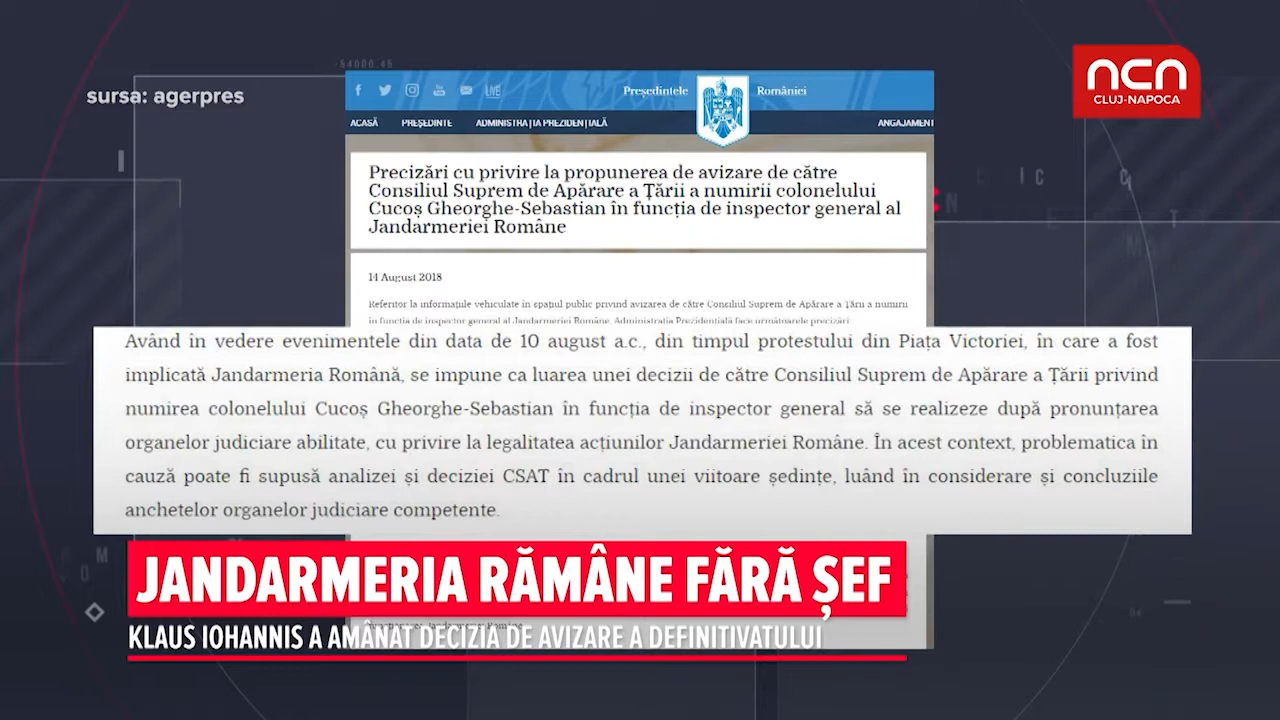 54000.45
sursa: agerpres
ncn
CLUJ-NAPOCA
LIVE
Președintele României
ACASĂ PREȘEDINTE ADMINISTRAȚIA PREZIDENȚIALĂ ANGAJAMENT
Precizări cu privire la propunerea de avizare de către
Consiliul Suprem de Apărare a Țării a numirii colonelului
Cucoș Gheorghe-Sebastian în funcția de inspector general al
Jandarmeriei Române
14 August 2018
Referitor la informațiile vehiculate în spațiul public privind avizarea de către Consiliul Suprem de Apărare a Țării a numirii
în funcția de inspector general al Jandarmeriei Române, Administrația Prezidențială face următoarele precizări
Având în vedere evenimentele din data de 10 august a.c., din timpul protestului din Piața Victoriei, în care a fost
implicată Jandarmeria Română, se impune ca luarea unei decizii de către Consiliul Suprem de Apărare a Țării privind
numirea colonelului Cucoș Gheorghe-Sebastian în funcția de inspector general să se realizeze după pronunțarea
organelor judiciare abilitate, cu privire la legalitatea acțiunilor Jandarmeriei Române. În acest context, problematica în
cauză poate fi supusă analizei și deciziei CSAT în cadrul unei viitoare ședințe, luând în considerare și concluziile
anchetelor organelor judiciare competente.
JANDARMERIA RĂMÂNE FĂRĂ ȘEF
KLAUS IOHANNIS A AMÂNAT DECIZIA DE AVIZARE A DEFINITIVATULUI